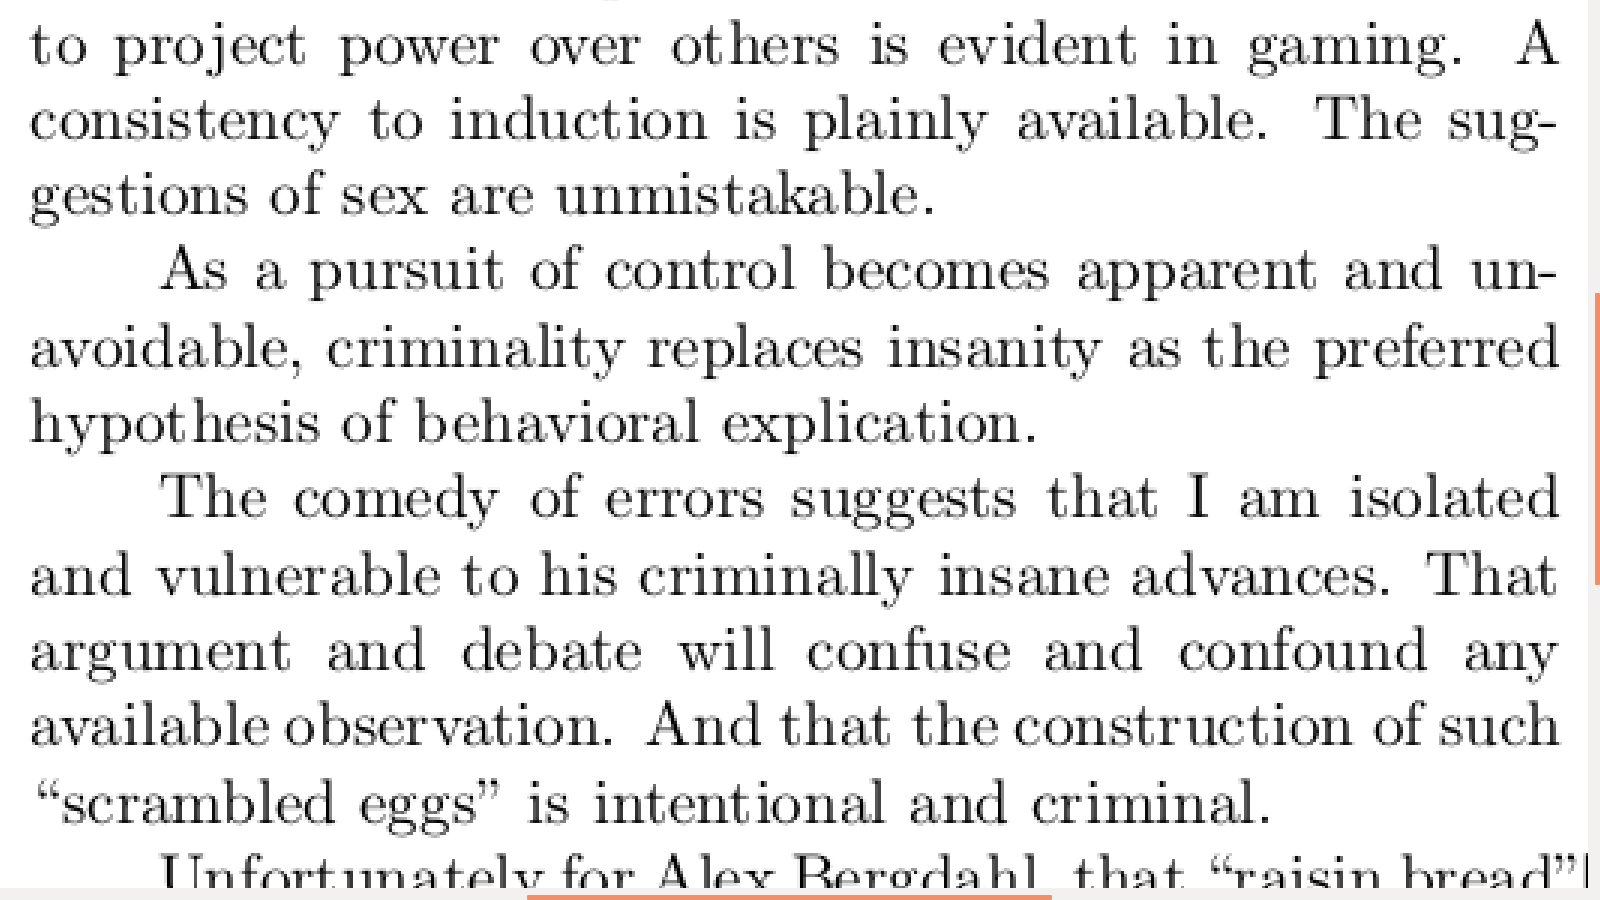 to project power over others is evident in gaming. A
consistency to induction is plainly available. The sug-
gestions of sex are unmistakable.
As a pursuit of control becomes apparent and un-
avoidable, criminality replaces insanity as the preferred
hypothesis of behavioral explication.
The comedy of errors suggests that I am isolated
and vulnerable to his criminally insane advances. That
argument and debate will confuse and confound any
available observation. And that the construction of such
“scrambled eggs” is intentional and criminal.
Unfortunately for Alex Bergdahl, that “raisin bread”